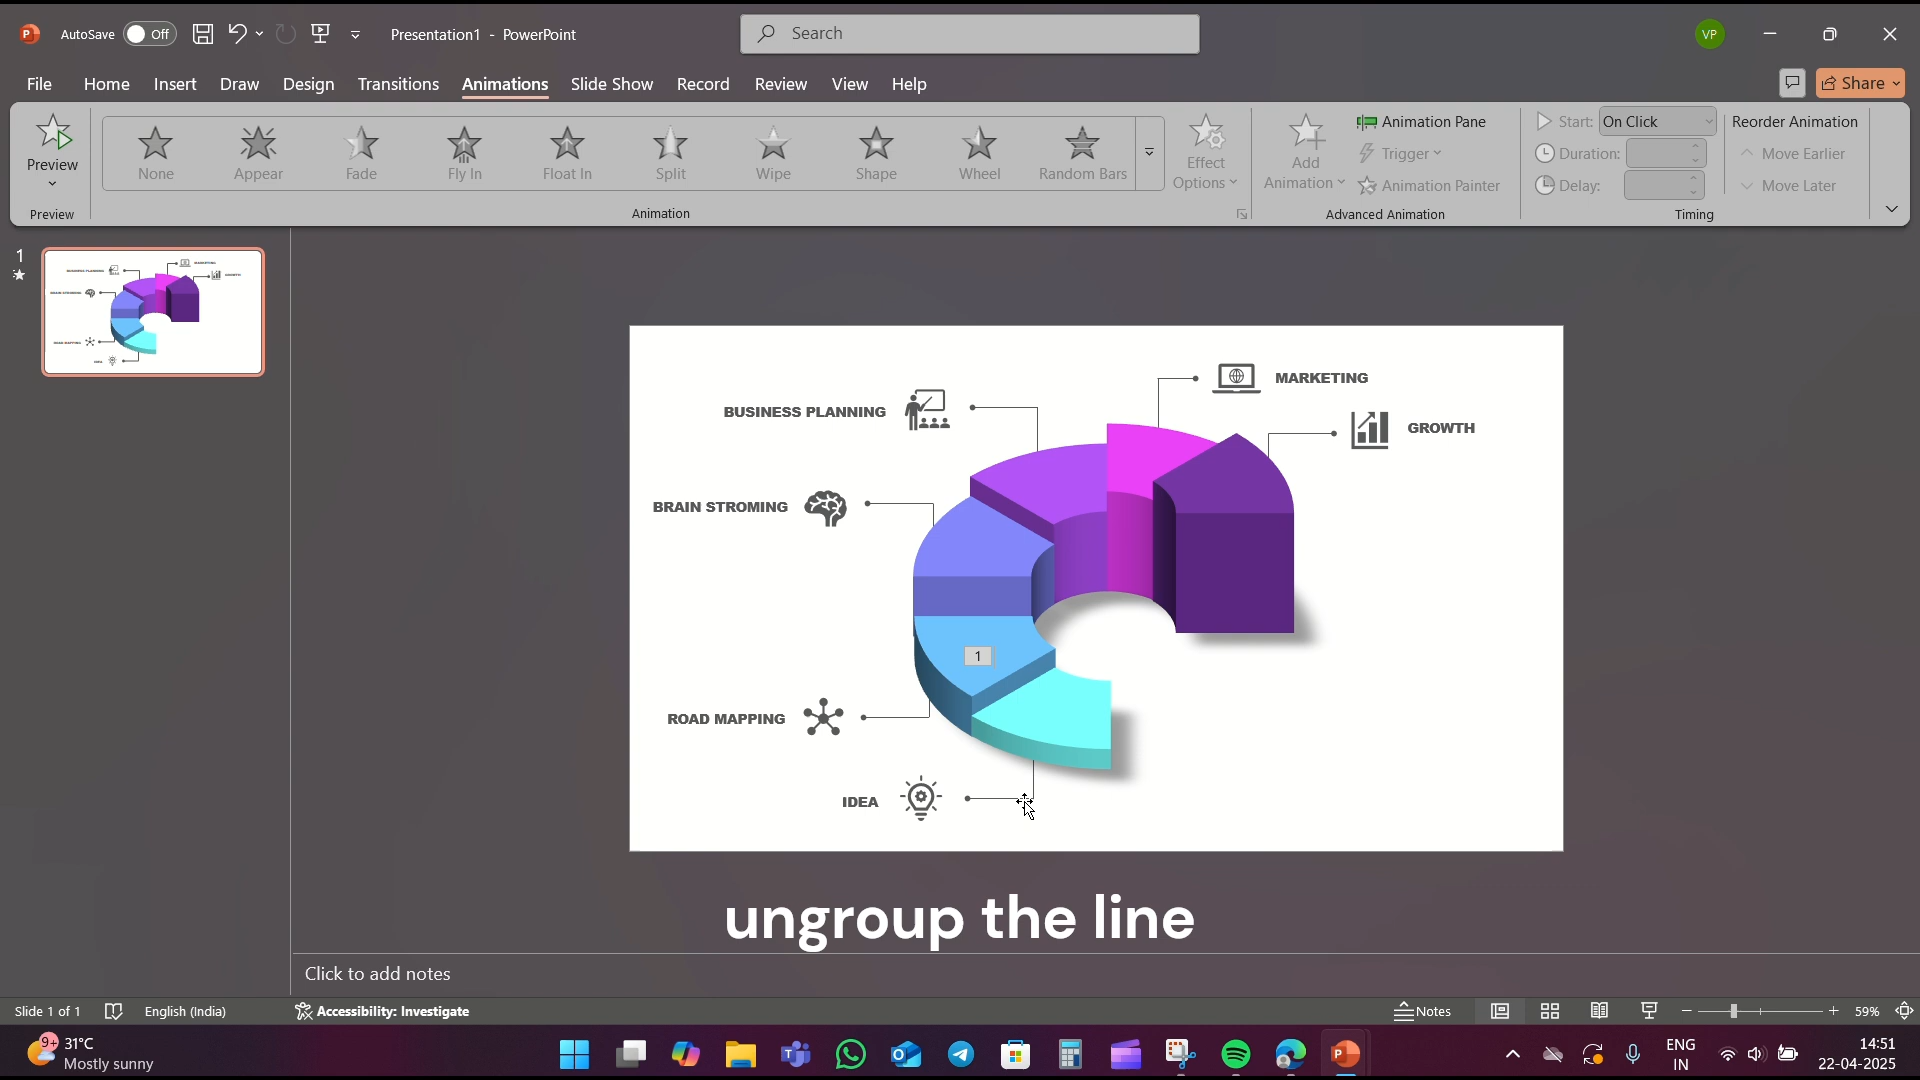 AutoSave Off Presentation1 - PowerPoint Search VP
File Home Insert Draw Design Transitions Animations Slide Show Record Review View Help Share
Preview None Appear Fade Fly In Float In Split Wipe Shape Wheel Random Bars Effect Options Add Animation Animation Pane Start: On Click Reorder Animation
Trigger Duration: Move Earlier
Animation Painter Delay: Move Later
Preview Animation Advanced Animation Timing
1
MARKETING
BUSINESS PLANNING
GROWTH
BRAIN STROMING
1
ROAD MAPPING
IDEA
ungroup the line
Click to add notes
Slide 1 of 1 English (India) Accessibility: Investigate Notes 59%
9+ 31°C ENG 14:51
Mostly sunny IN 22-04-2025